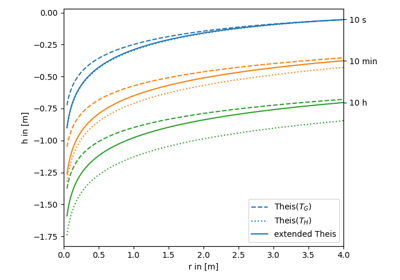 0.00
−0.25
−0.50
−0.75
−1.00
−1.25
−1.50
−1.75
h in [m]
0.0 0.5 1.0 1.5 2.0 2.5 3.0 3.5 4.0
r in [m]
10 s
10 min
10 h
Theis(T_G)
Theis(T_H)
extended Theis